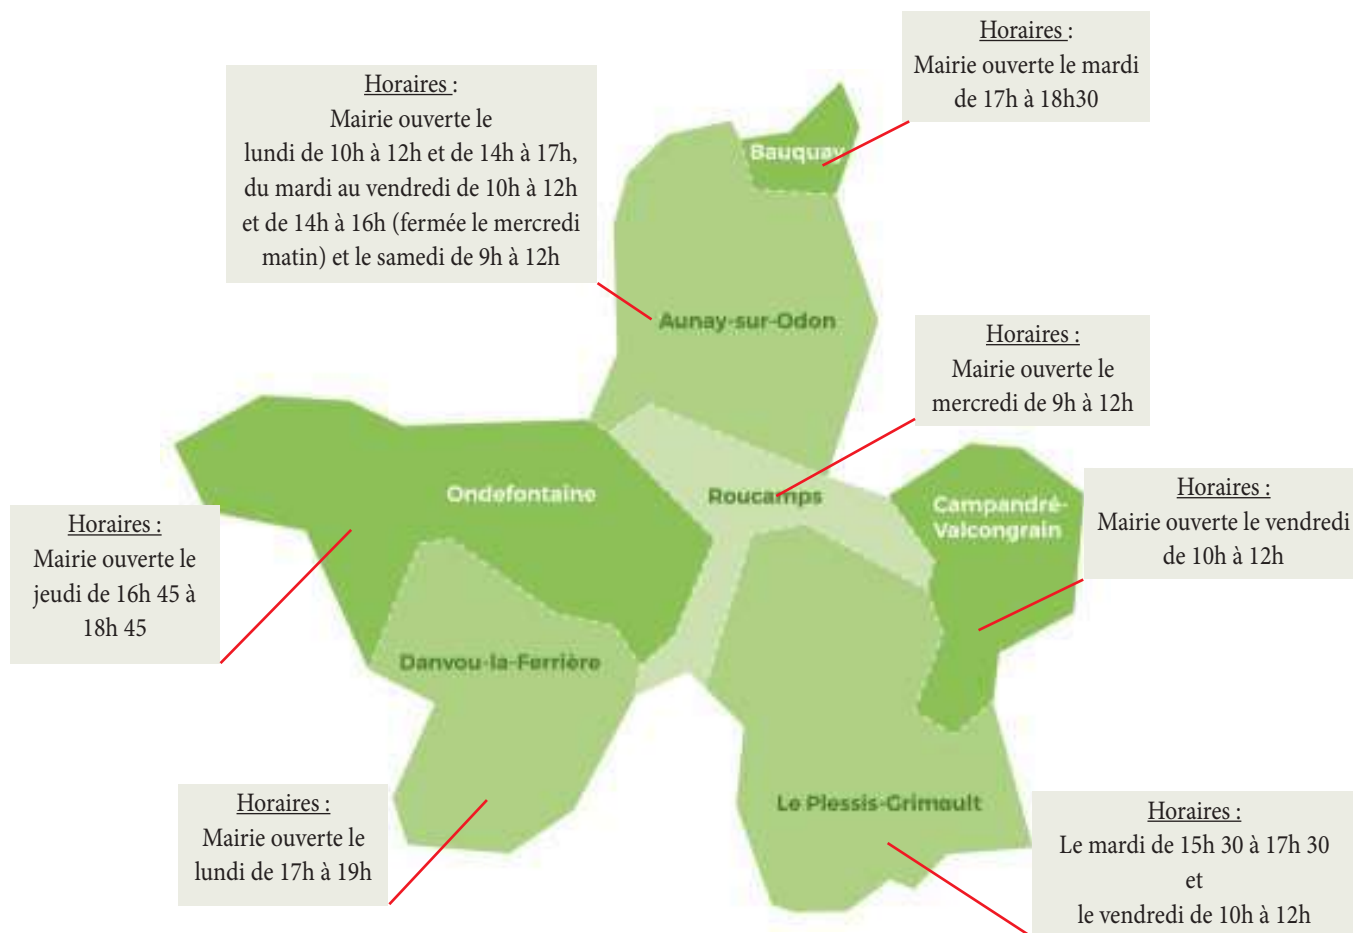 Horaires :
Mairie ouverte le mardi
de 17h à 18h30
Horaires :
Mairie ouverte le
lundi de 10h à 12h et de 14h à 17h,
du mardi au vendredi de 10h à 12h
et de 14h à 16h (fermée le mercredi
matin) et le samedi de 9h à 12h
Bauquay
Aunay-sur-Odon
Horaires :
Mairie ouverte le
mercredi de 9h à 12h
Ondefontaine
Roucamps
Campandré-
Valcongrain
Horaires :
Mairie ouverte le vendredi
de 10h à 12h
Horaires :
Mairie ouverte le
jeudi de 16h 45 à
18h 45
Danvou-la-Ferrière
Horaires :
Mairie ouverte le
lundi de 17h à 19h
Le Plessis-Grimault
Horaires :
Le mardi de 15h 30 à 17h 30
et
le vendredi de 10h à 12h